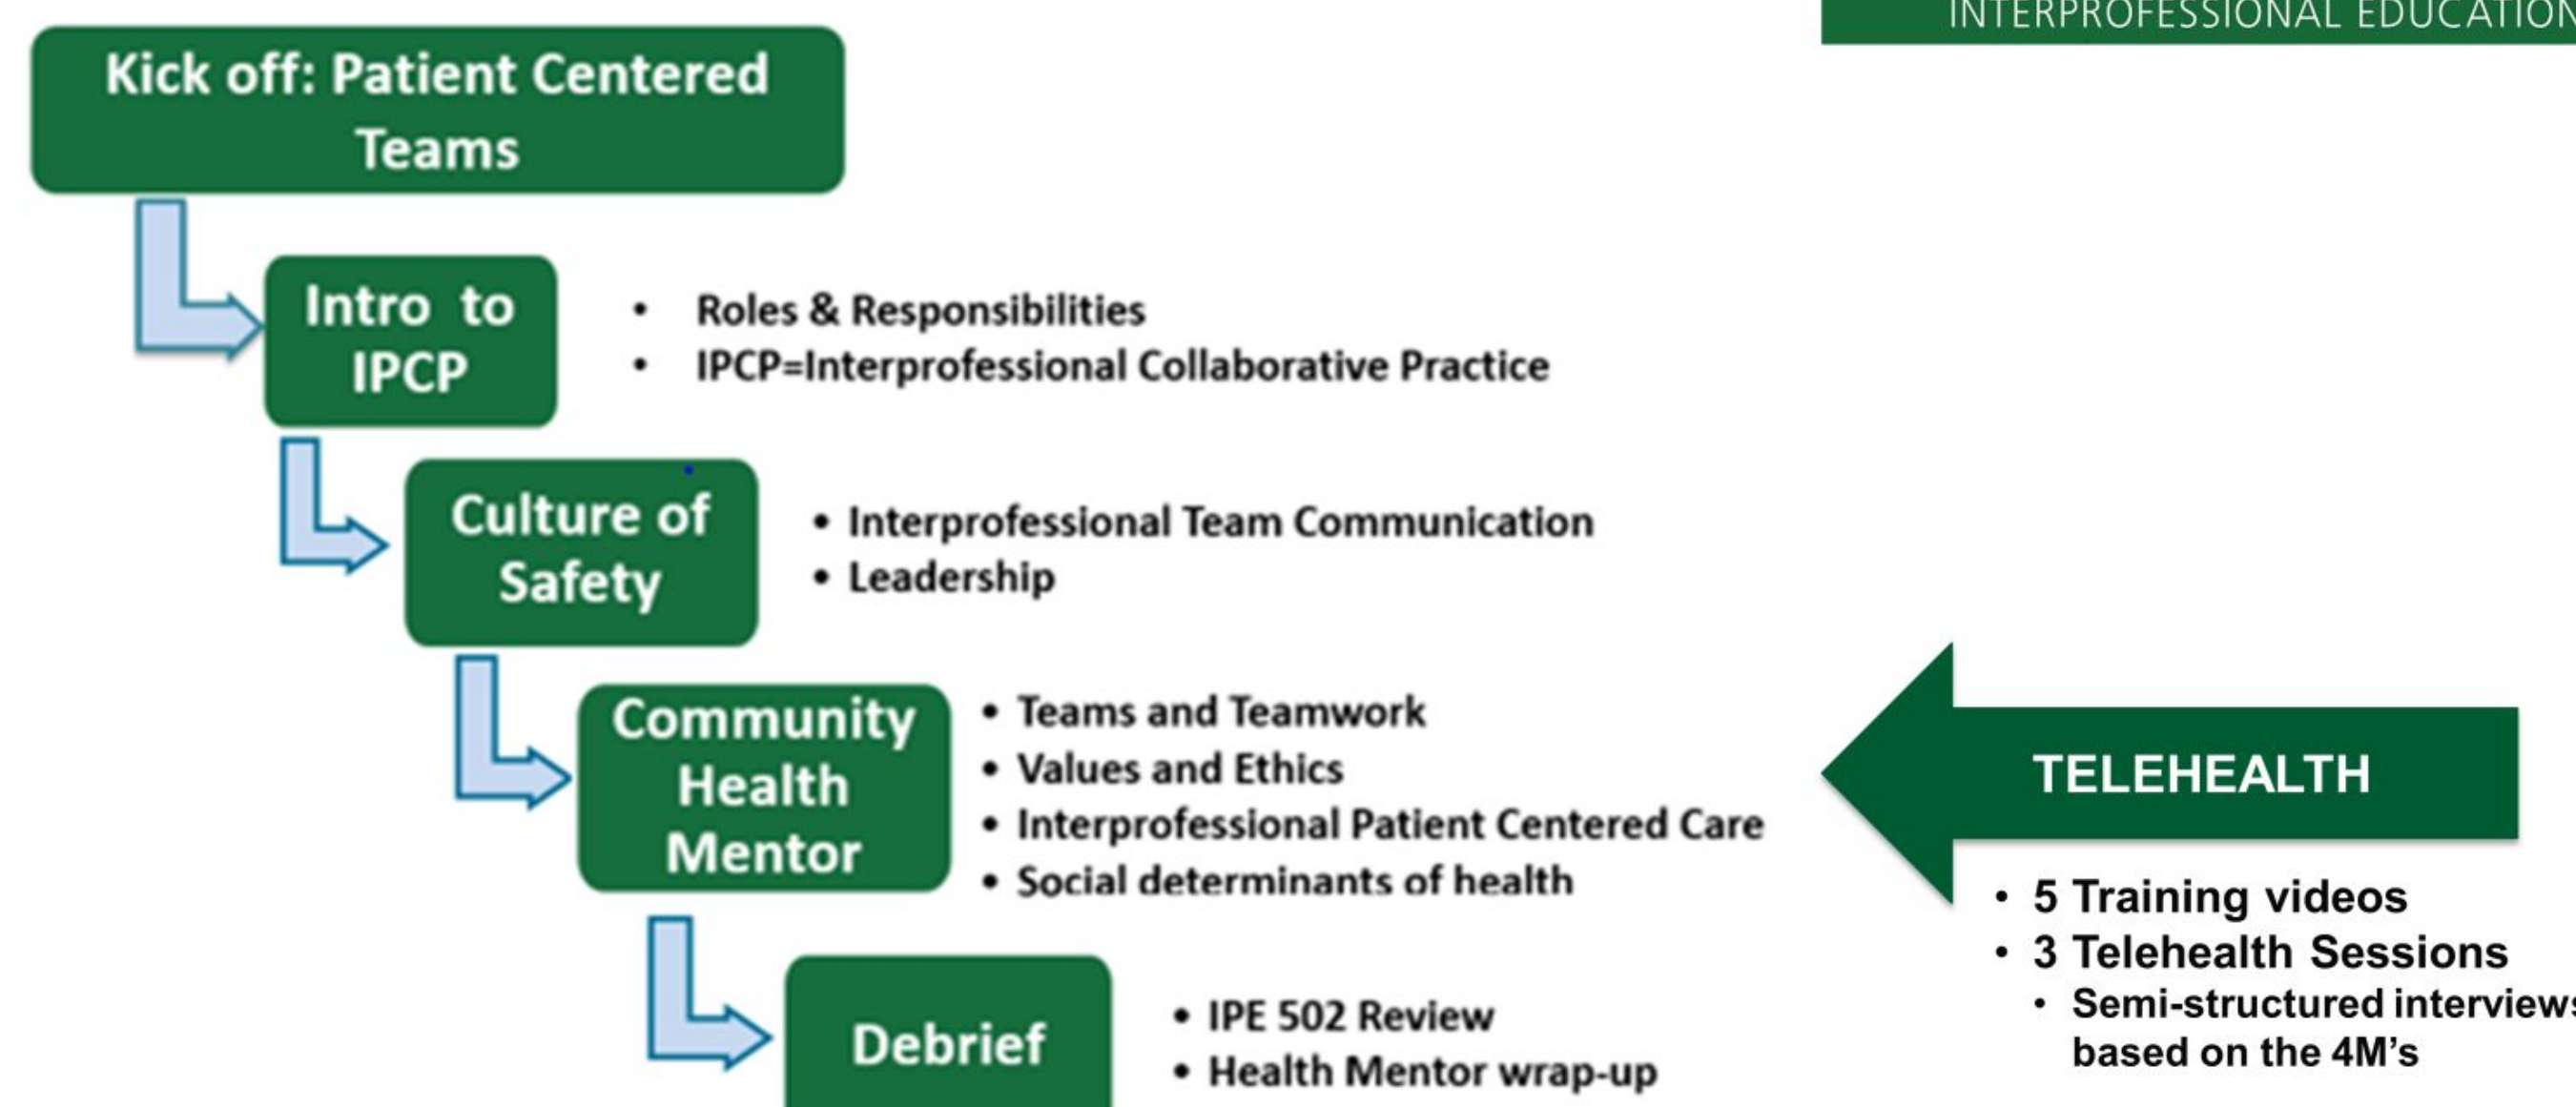 INTERPROFESSIONAL EDUCATION
Kick off: Patient Centered
Teams
Intro to
IPCP
• Roles & Responsibilities
• IPCP=Interprofessional Collaborative Practice
Culture of
Safety
• Interprofessional Team Communication
• Leadership
Community
Health
Mentor
• Teams and Teamwork
• Values and Ethics
• Interprofessional Patient Centered Care
• Social determinants of health
TELEHEALTH
• 5 Training videos
• 3 Telehealth Sessions
• Semi-structured interviews
based on the 4M's
Debrief
• IPE 502 Review
• Health Mentor wrap-up